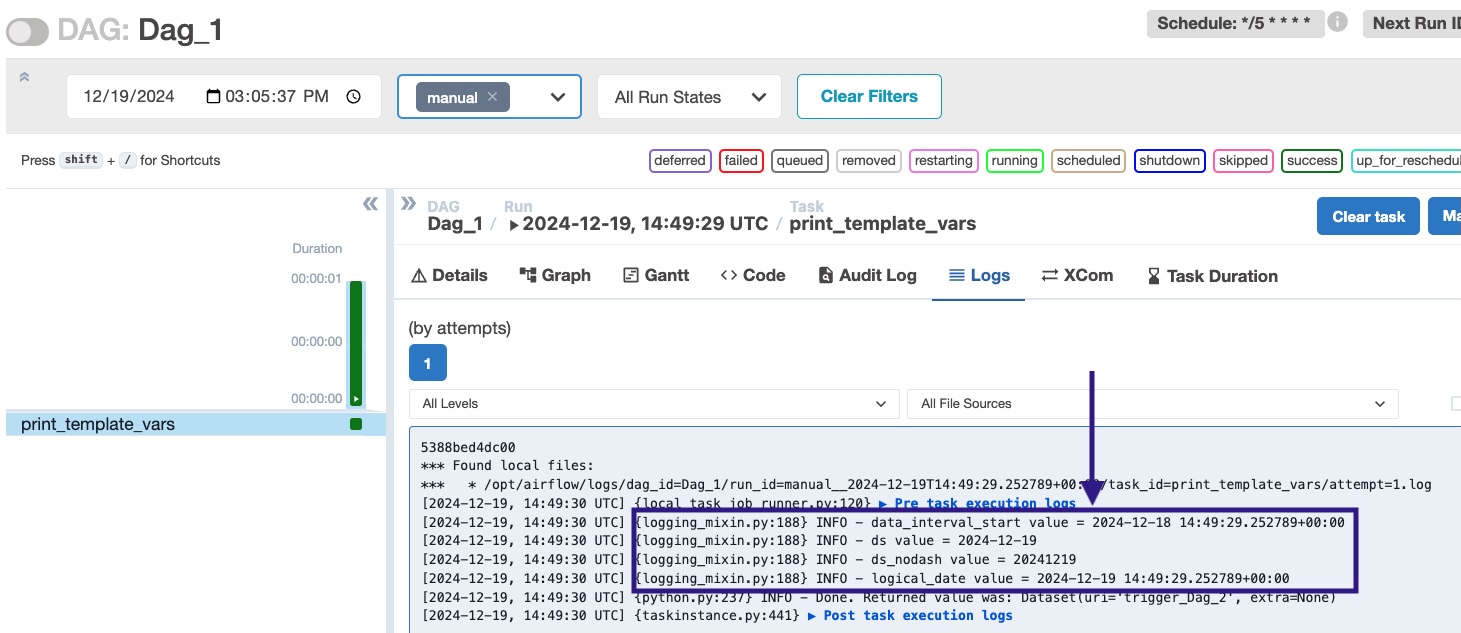 DAG: Dag_1
Schedule: */5 * * * *
Next Run ID
12/19/2024 03:05:37 PM
manual
All Run States
Clear Filters
Press shift + / for Shortcuts
deferred failed queued removed restarting running scheduled shutdown skipped success up_for_reschedul
DAG Run Task
Dag_1 / 2024-12-19, 14:49:29 UTC / print_template_vars
Clear task
Ma
Duration
00:00:01
00:00:00
00:00:00
print_template_vars
Details Graph Gantt Code Audit Log Logs XCom Task Duration
(by attempts)
1
All Levels
All File Sources
5388bed4dc00
*** Found local files:
*** * /opt/airflow/logs/dag_id=Dag_1/run_id=manual__2024-12-19T14:49:29.252789+00:00/task_id=print_template_vars/attempt=1.log
[2024-12-19, 14:49:30 UTC] {local_task_job_runner.py:120} ▶ Pre task execution logs
[2024-12-19, 14:49:30 UTC] {logging_mixin.py:188} INFO - data_interval_start value = 2024-12-18 14:49:29.252789+00:00
[2024-12-19, 14:49:30 UTC] {logging_mixin.py:188} INFO - ds value = 2024-12-19
[2024-12-19, 14:49:30 UTC] {logging_mixin.py:188} INFO - ds_nodash value = 20241219
[2024-12-19, 14:49:30 UTC] {logging_mixin.py:188} INFO - logical_date value = 2024-12-19 14:49:29.252789+00:00
[2024-12-19, 14:49:30 UTC] {python.py:237} INFO - Done. Returned value was: Dataset(uri='trigger_Dag_2', extra=None)
[2024-12-19, 14:49:30 UTC] {taskinstance.py:441} ▶ Post task execution logs